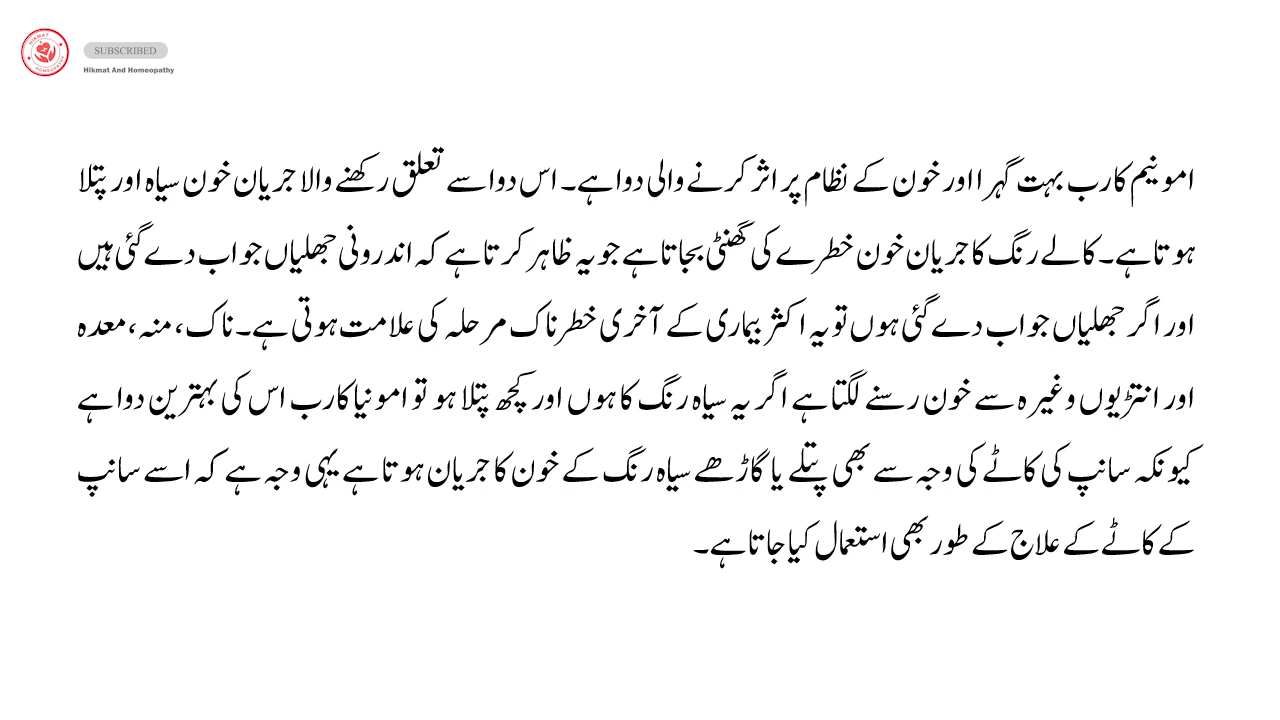 HIKMAT
HOMEOPATHY
SUBSCRIBED
Hikmat And Homeopathy
امونیم کارب بہت گہرا اور خون کے نظام پر اثر کرنے والی دوا ہے۔ اس دوا سے تعلق رکھنے والا جریان خون سیاہ اور پتلا
ہوتا ہے۔ کالے رنگ کا جریان خون خطرے کی گھنٹی بجاتا ہے جو یہ ظاہر کرتا ہے کہ اندرونی جھلیاں جواب دے گئی ہیں
اور اگر جھلیاں جواب دے گئی ہوں تو یہ اکثر بیماری کے آخری خطرناک مرحلہ کی علامت ہوتی ہے۔ ناک، منہ، معدہ
اور انتڑیوں وغیرہ سے خون رسنے لگتا ہے اگر یہ سیاہ رنگ کا ہوں اور کچھ پتلا ہو تو امونیا کارب اس کی بہترین دوا ہے
کیونکہ سانپ کی کاٹے کی وجہ سے بھی پتلے یا گاڑھے سیاہ رنگ کے خون کا جریان ہوتا ہے یہی وجہ ہے کہ اسے سانپ
کے کاٹے کے علاج کے طور بھی استعمال کیا جاتا ہے۔